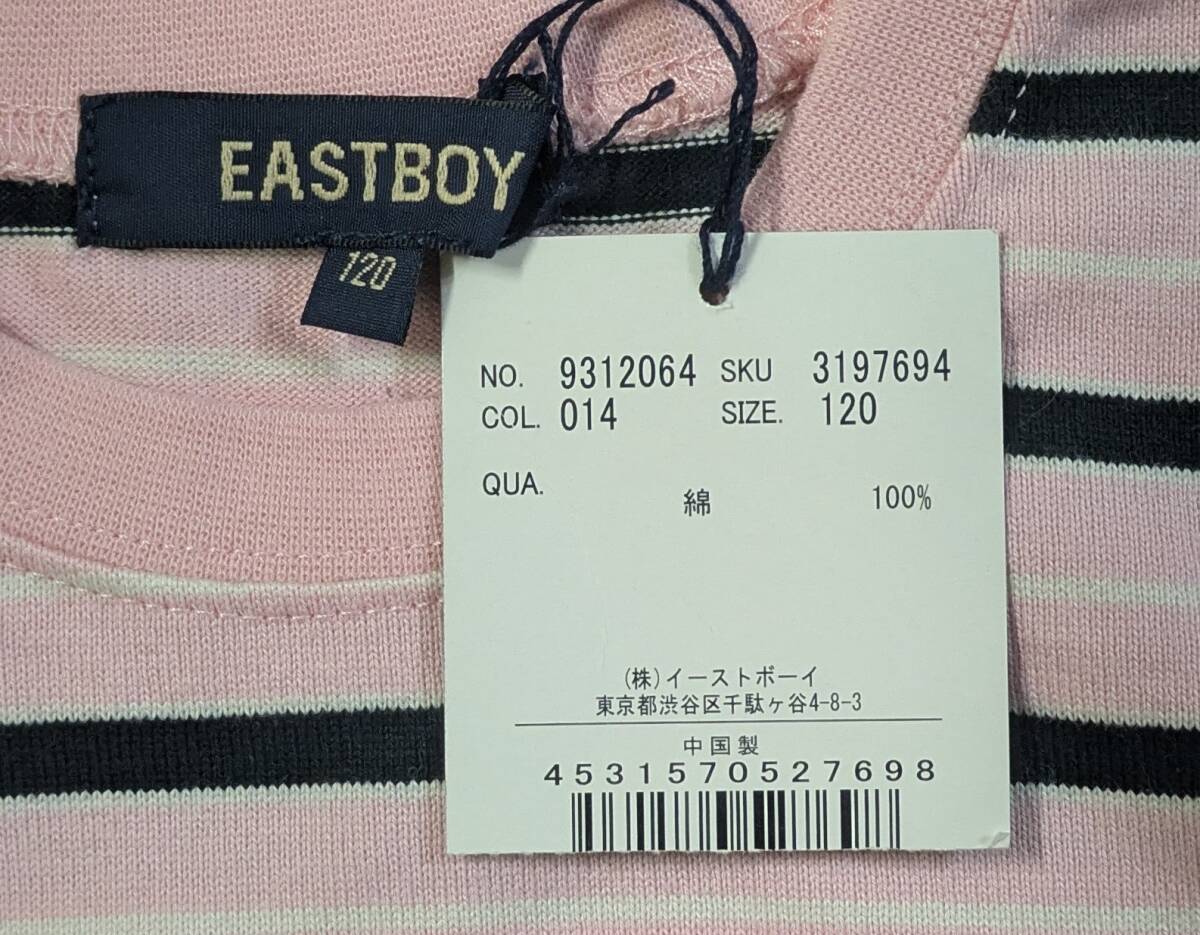 EASTBOY
120
NO. 9312064 SKU 3197694
COL. 014 SIZE. 120
QUA. 綿 100%
(株)イーストボーイ
東京都渋谷区千駄ヶ谷4-8-3
中国製
4531570527698